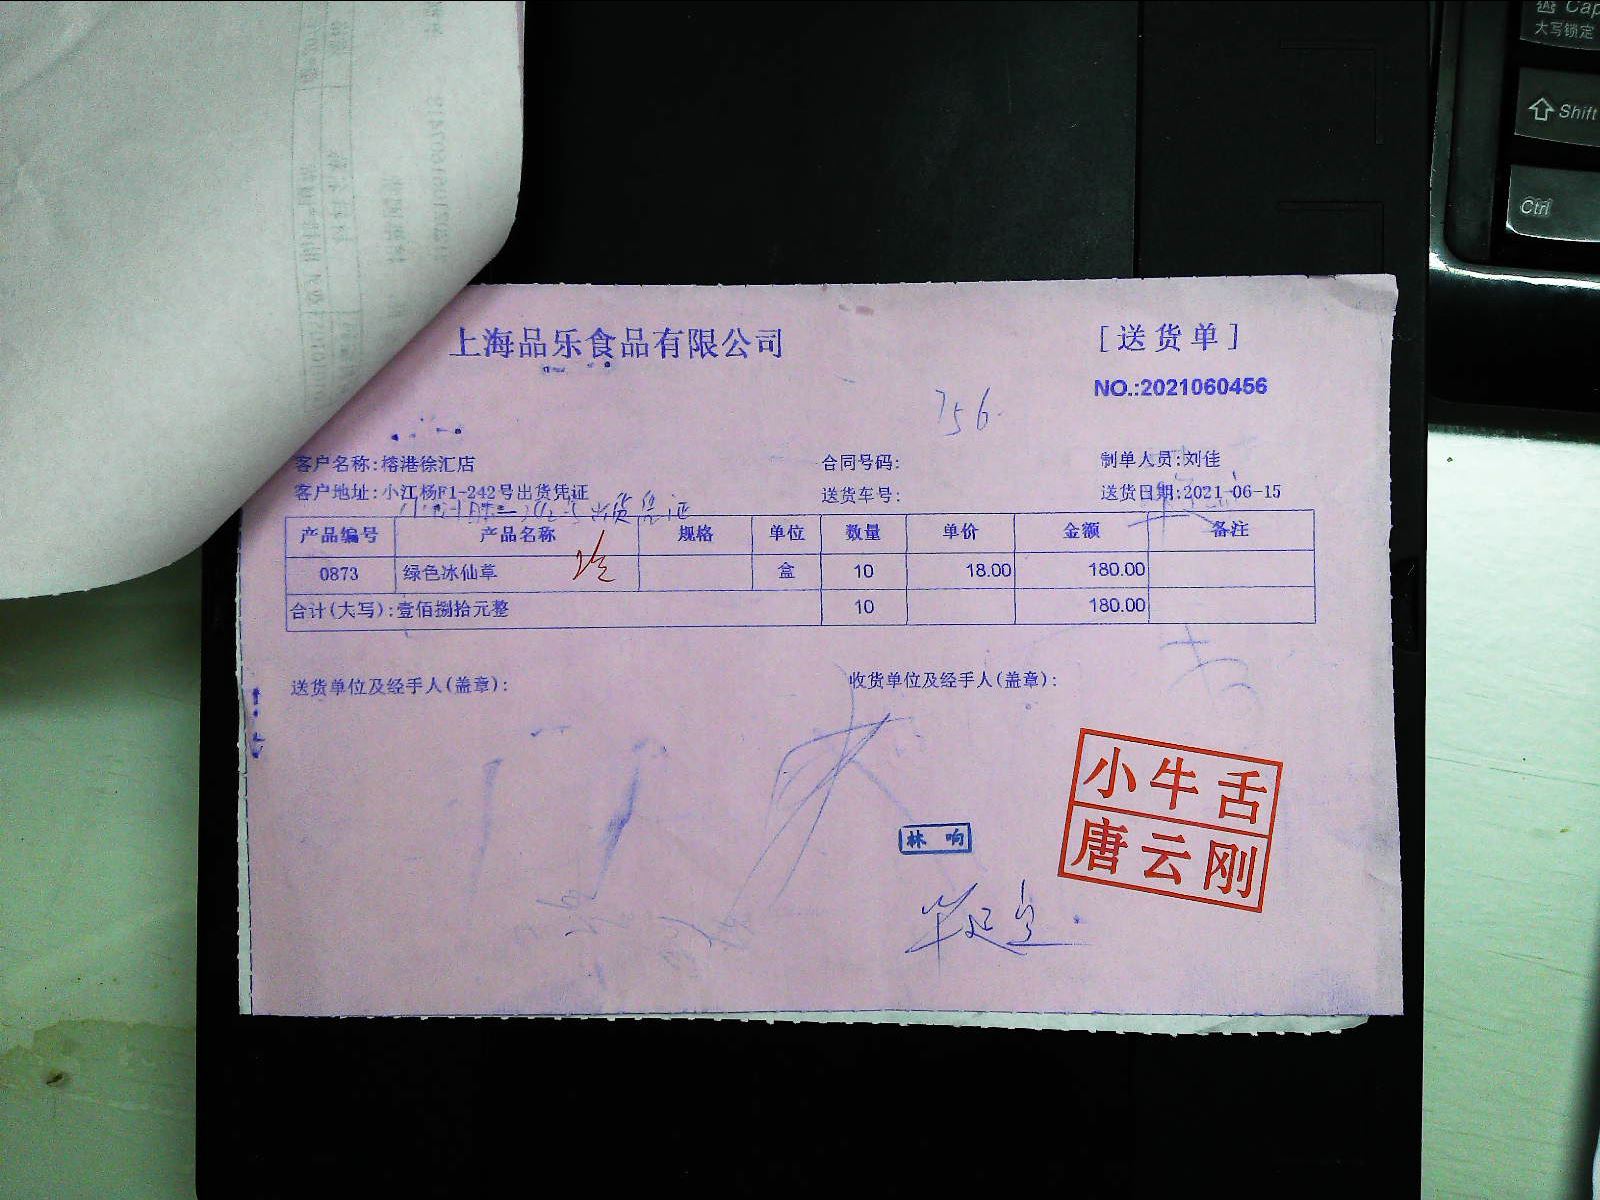 Cap
大写锁定
Shift
Ctrl
上海品乐食品有限公司
[送货单]
NO.:2021060456
756
客户名称:榕港徐汇店 合同号码: 制单人员:刘佳
客户地址:小江杨F1-242号出货凭证 送货车号: 送货日期:2021-06-15
产品编号 产品名称 规格 单位 数量 单价 金额 备注
0873 绿色冰仙草 盒 10 18.00 180.00
合计(大写):壹佰捌拾元整 10 180.00
送货单位及经手人(盖章): 收货单位及经手人(盖章):
小牛舌
唐云刚
林响